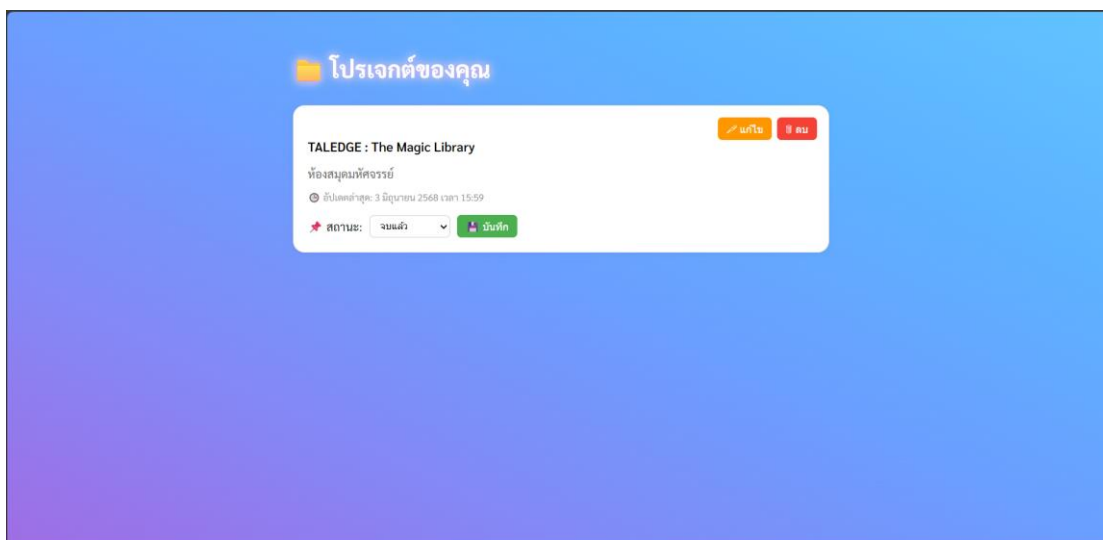 โปรเจกต์ของคุณ
แก้ไข ลบ
TALEDGE : The Magic Library
ห้องสมุดมหัศจรรย์
อัปเดตล่าสุด: 3 มิถุนายน 2568 เวลา 15:59
สถานะ: จบแล้ว บันทึก